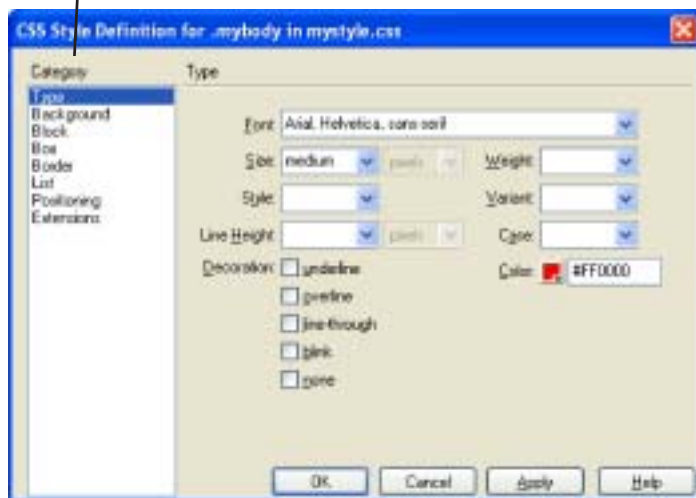 CSS Style Definition for .mybody in mystyle.css
Category
Type
Type
Background
Block
Box
Border
List
Positioning
Extensions
Font: Arial, Helvetica, sans-serif
Size: medium pixels Weight:
Style: Variant:
Line Height: pixels Case:
Decoration: underline Color: #FF0000
overline
line-through
blink
none
OK Cancel Apply Help